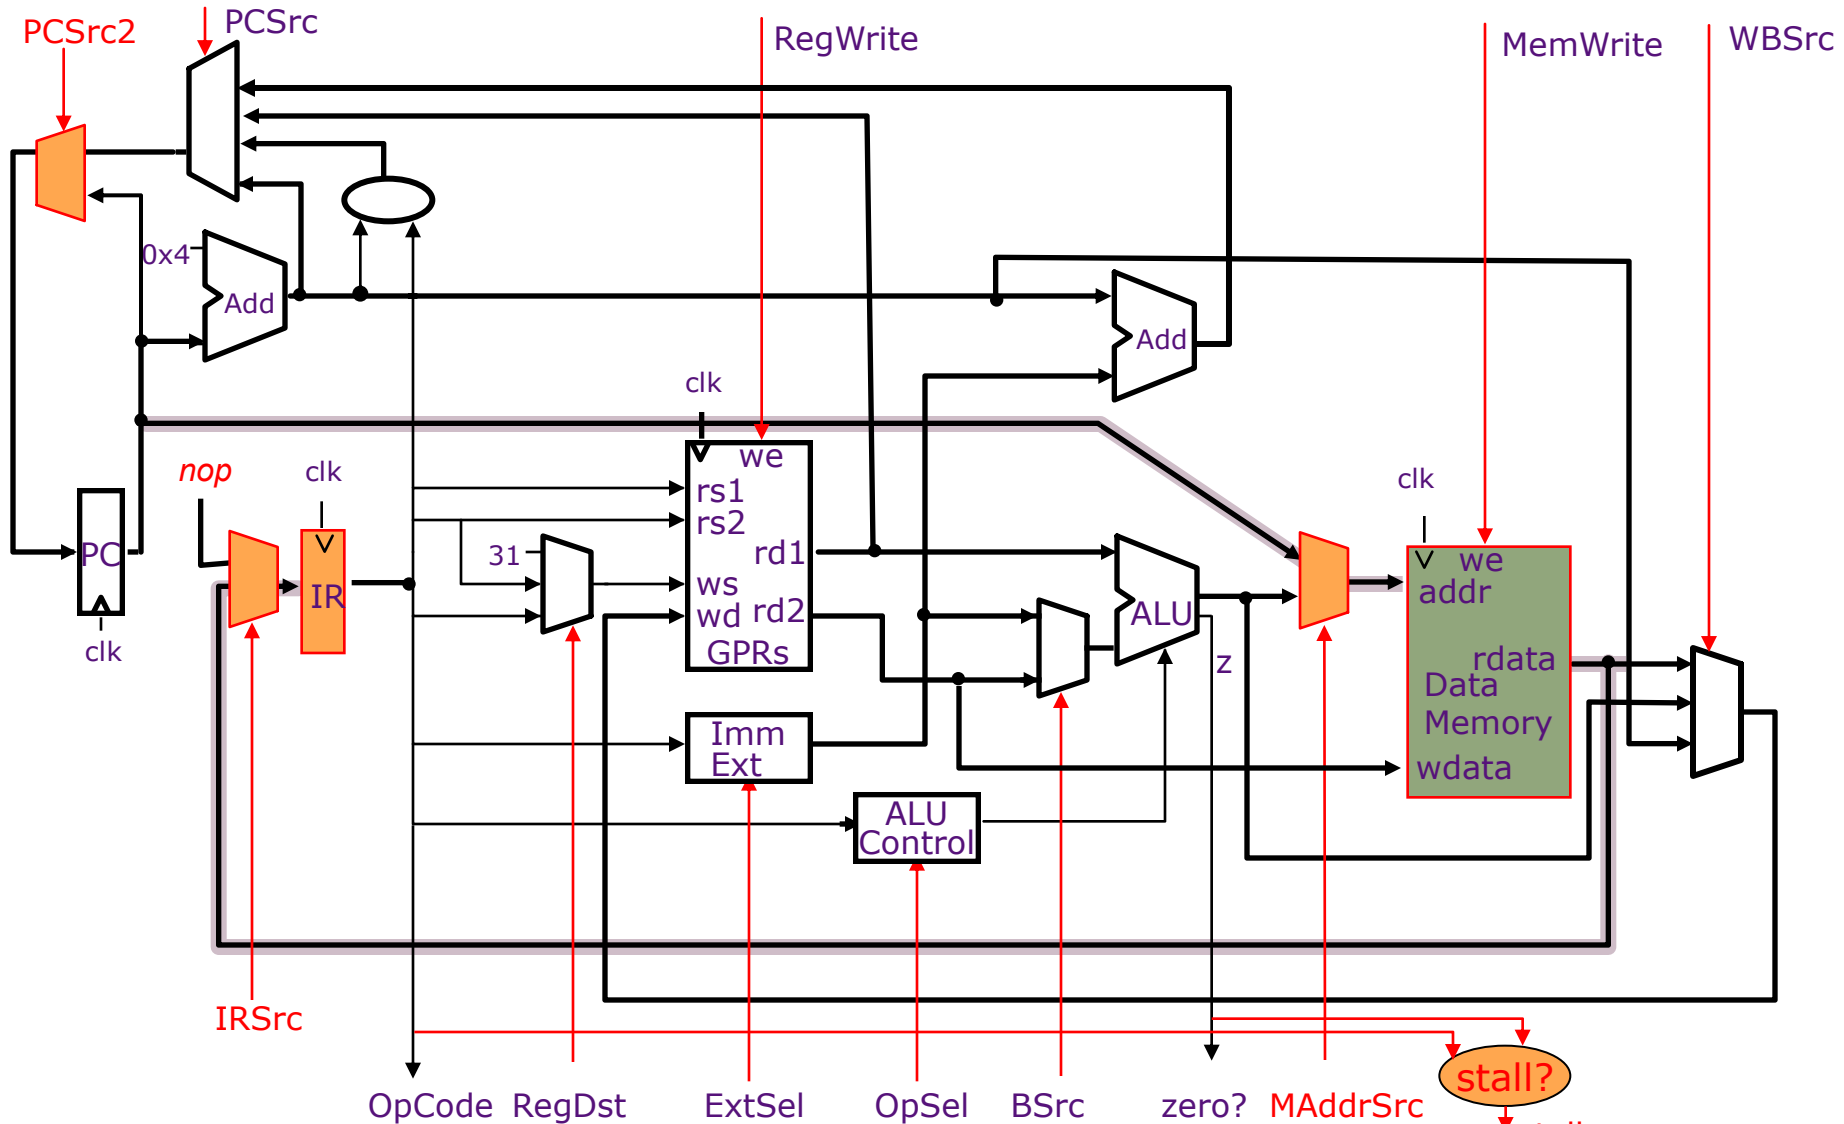 PCSrc2
PCSrc
RegWrite
MemWrite
WBSrc
0x4
Add
Add
clk
nop
clk
we
clk
rs1
rs2
31
rd1
we
addr
PC
IR
ws
wd
rd2
ALU
GPRs
clk
z
rdata
Data
Memory
Imm
Ext
wdata
ALU
Control
IRSrc
stall?
OpCode
RegDst
ExtSel
OpSel
BSrc
zero?
MAddrSrc